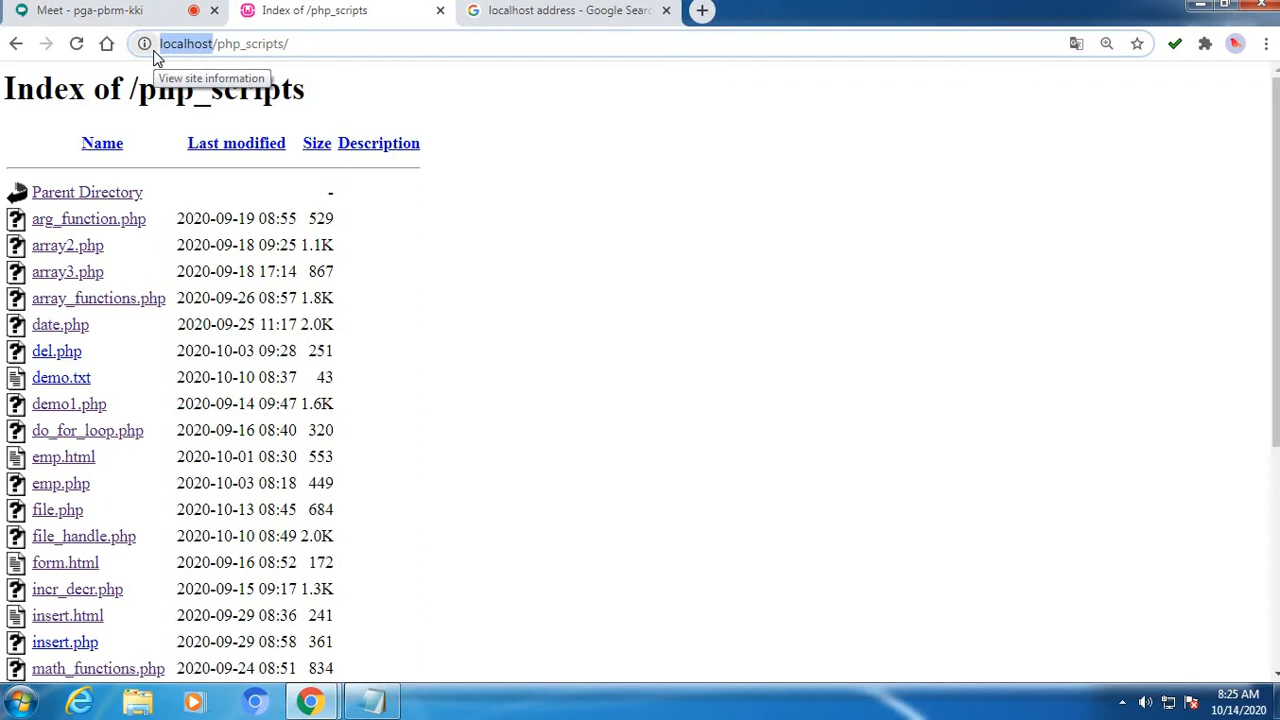 Meet - pga-pbrm-kki
Index of /php_scripts
localhost address - Google Sear
localhost/php_scripts/
View site information
Index of /php_scripts
Name Last modified Size Description
Parent Directory -
arg_function.php 2020-09-19 08:55 529
array2.php 2020-09-18 09:25 1.1K
array3.php 2020-09-18 17:14 867
array_functions.php 2020-09-26 08:57 1.8K
date.php 2020-09-25 11:17 2.0K
del.php 2020-10-03 09:28 251
demo.txt 2020-10-10 08:37 43
demo1.php 2020-09-14 09:47 1.6K
do_for_loop.php 2020-09-16 08:40 320
emp.html 2020-10-01 08:30 553
emp.php 2020-10-03 08:18 449
file.php 2020-10-13 08:45 684
file_handle.php 2020-10-10 08:49 2.0K
form.html 2020-09-16 08:52 172
incr_decr.php 2020-09-15 09:17 1.3K
insert.html 2020-09-29 08:36 241
insert.php 2020-09-29 08:58 361
math_functions.php 2020-09-24 08:51 834
8:25 AM
10/14/2020